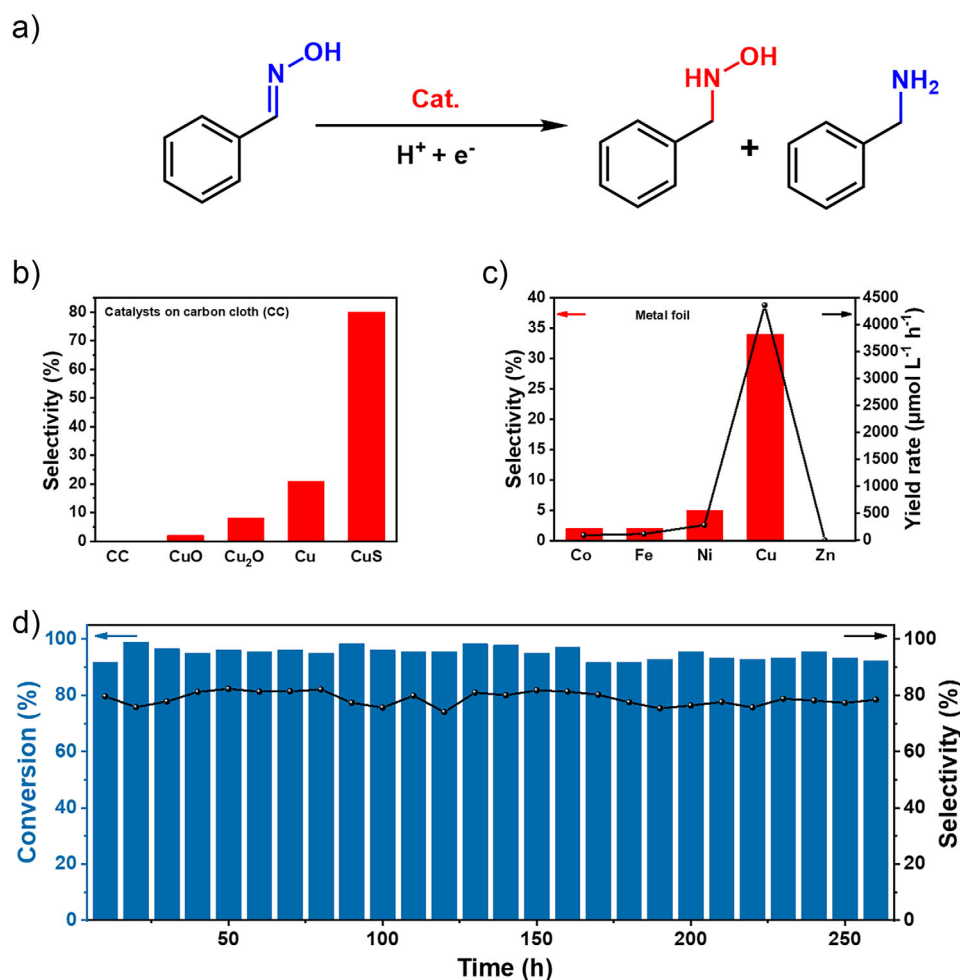 a)
N
OH
Cat.
H⁺ + e⁻
HN
OH
+
NH₂
b)
Catalysts on carbon cloth (CC)
Selectivity (%)
80
60
40
20
10
0
CC CuO Cu₂O Cu CuS
c)
Metal foil
Selectivity (%)
40
35
30
25
20
15
10
5
0
Co Fe Ni Cu Zn
4500
4000
3500
3000
2500
2000
1500
1000
500
0
Yield rate (μmol L⁻¹ h⁻¹)
d)
Conversion (%)
100
80
60
40
20
0
50 100 150 200 250
Time (h)
100
80
60
40
20
0
Selectivity (%)